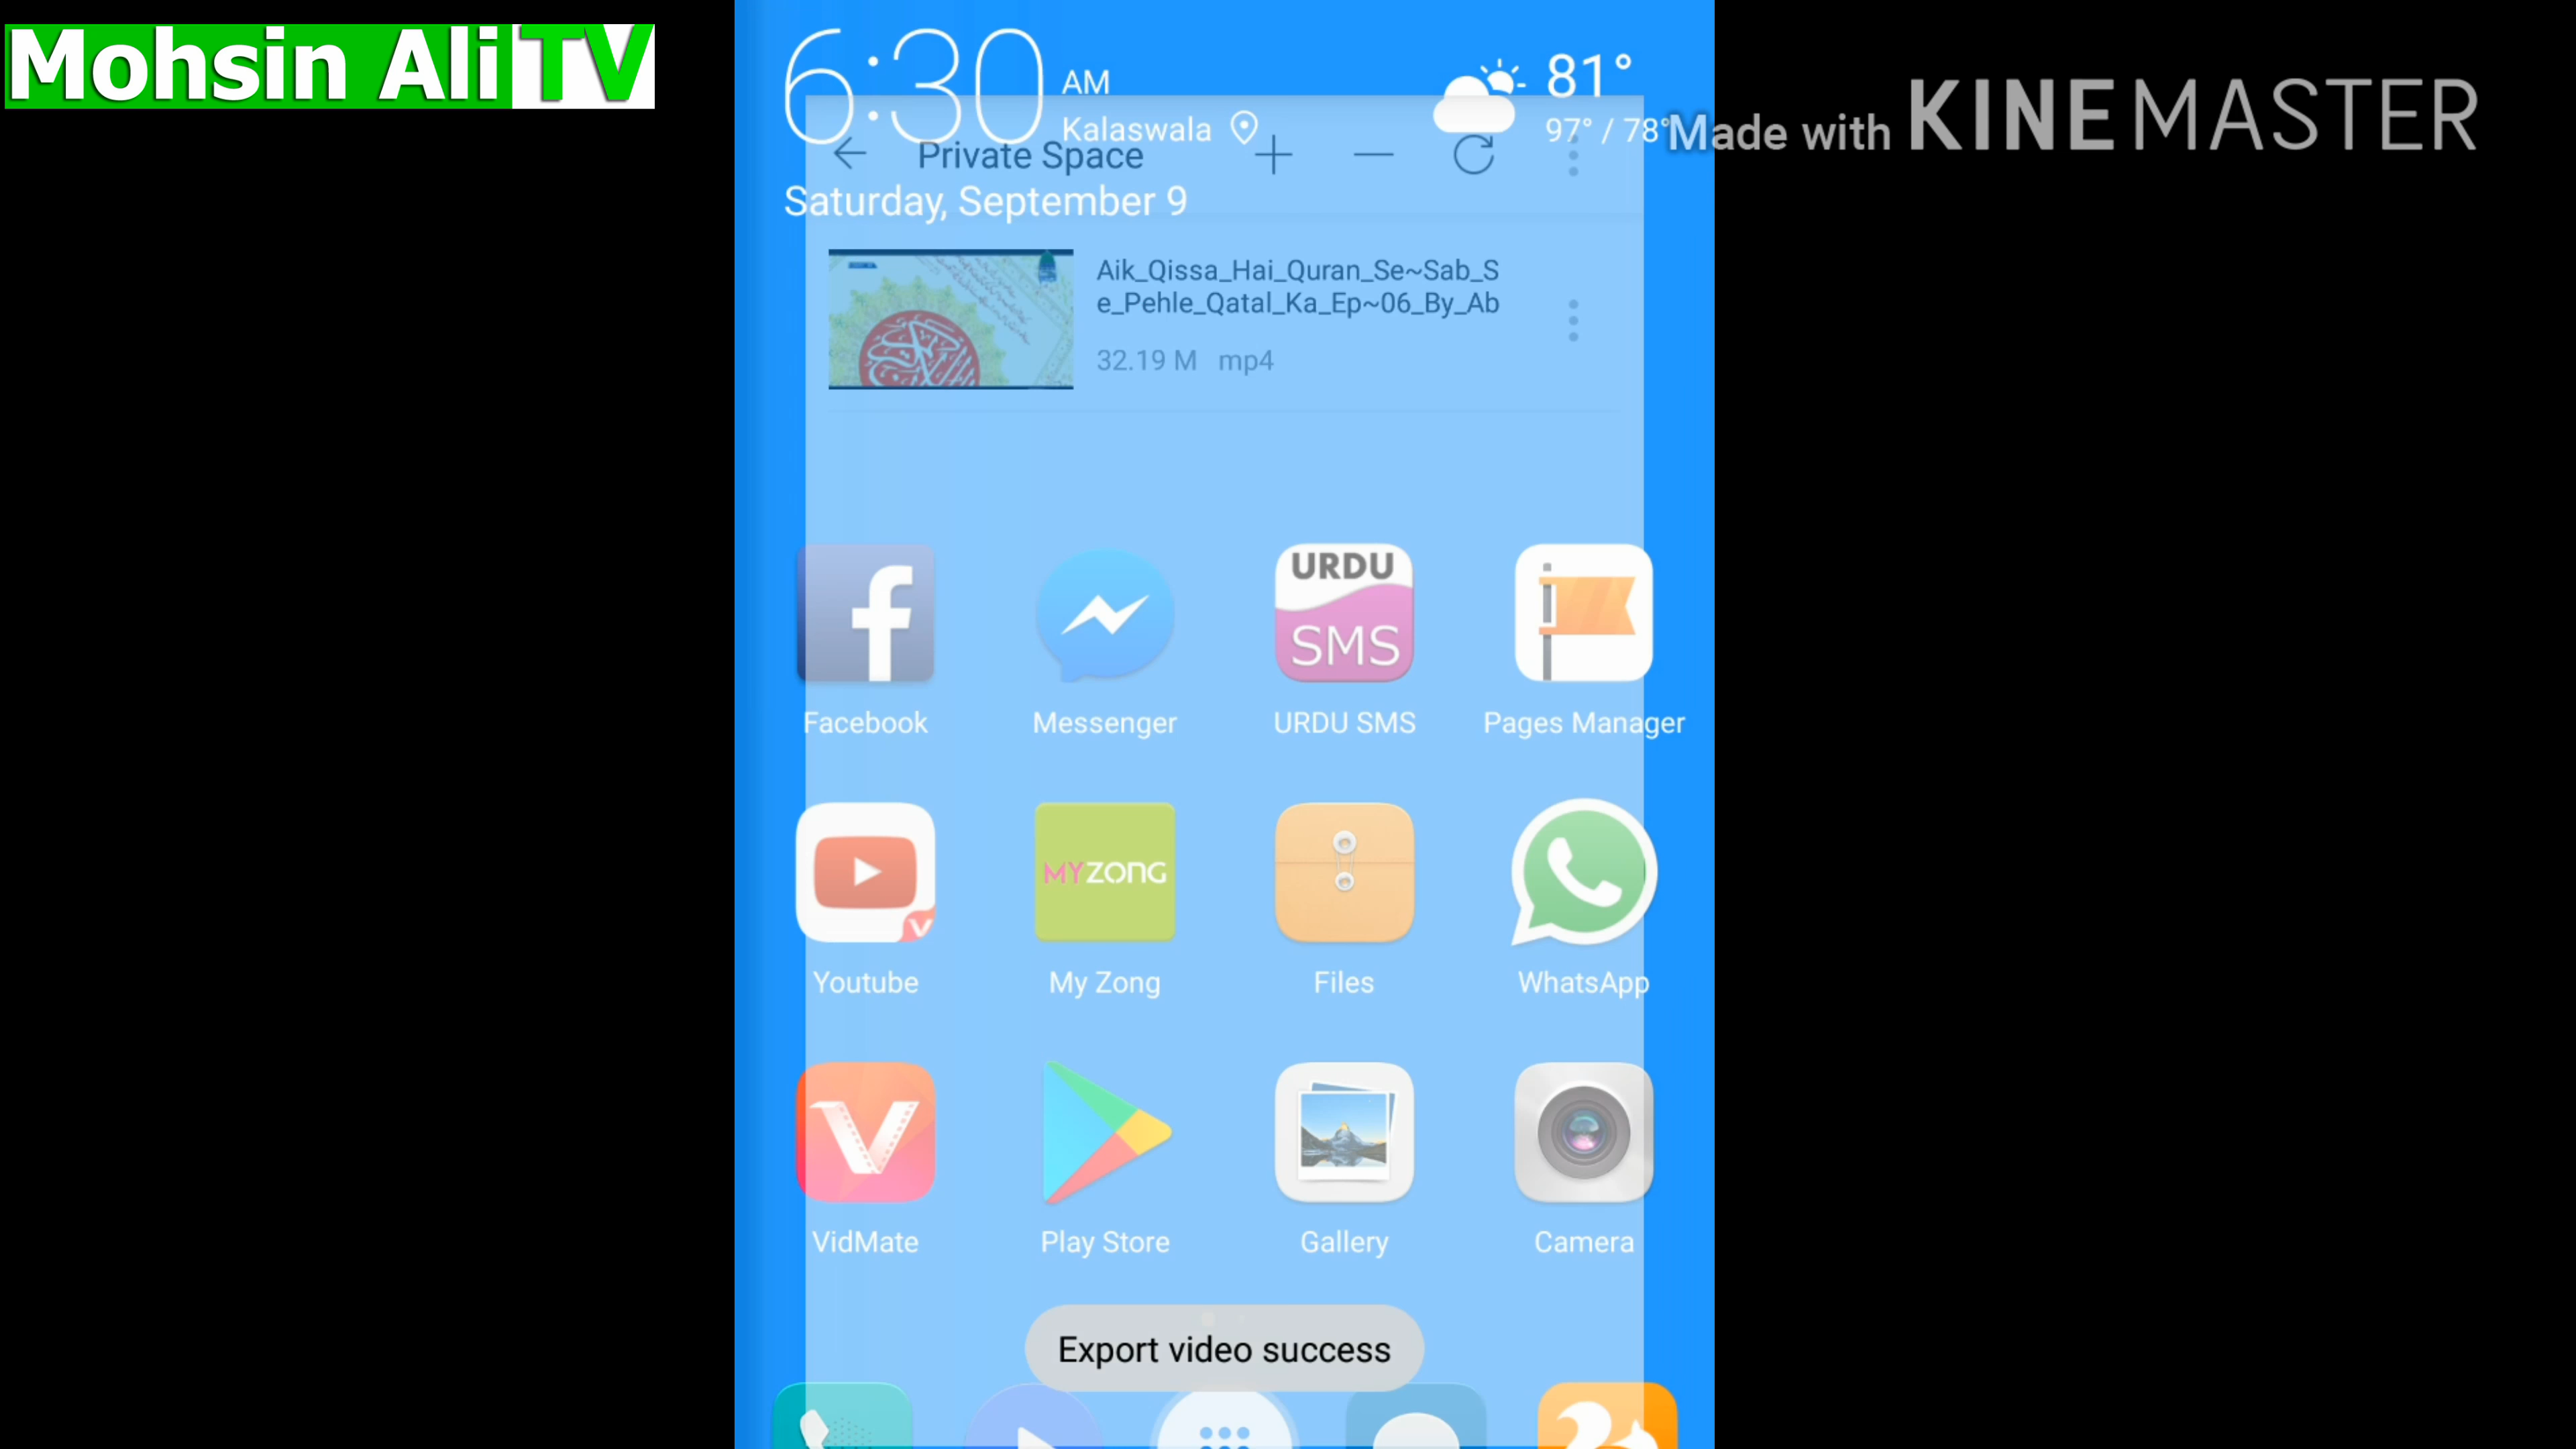 Mohsin Ali TV
6:30 AM
Kalaswala
81°
97° / 78°
Made with KINEMASTER
Private Space
Saturday, September 9
Aik_Qissa_Hai_Quran_Se~Sab_S
e_Pehle_Qatal_Ka_Ep~06_By_Ab
32.19 M mp4
URDU
SMS
Facebook
Messenger
URDU SMS
Pages Manager
MYZONG
Youtube
My Zong
Files
WhatsApp
VidMate
Play Store
Gallery
Camera
Export video success